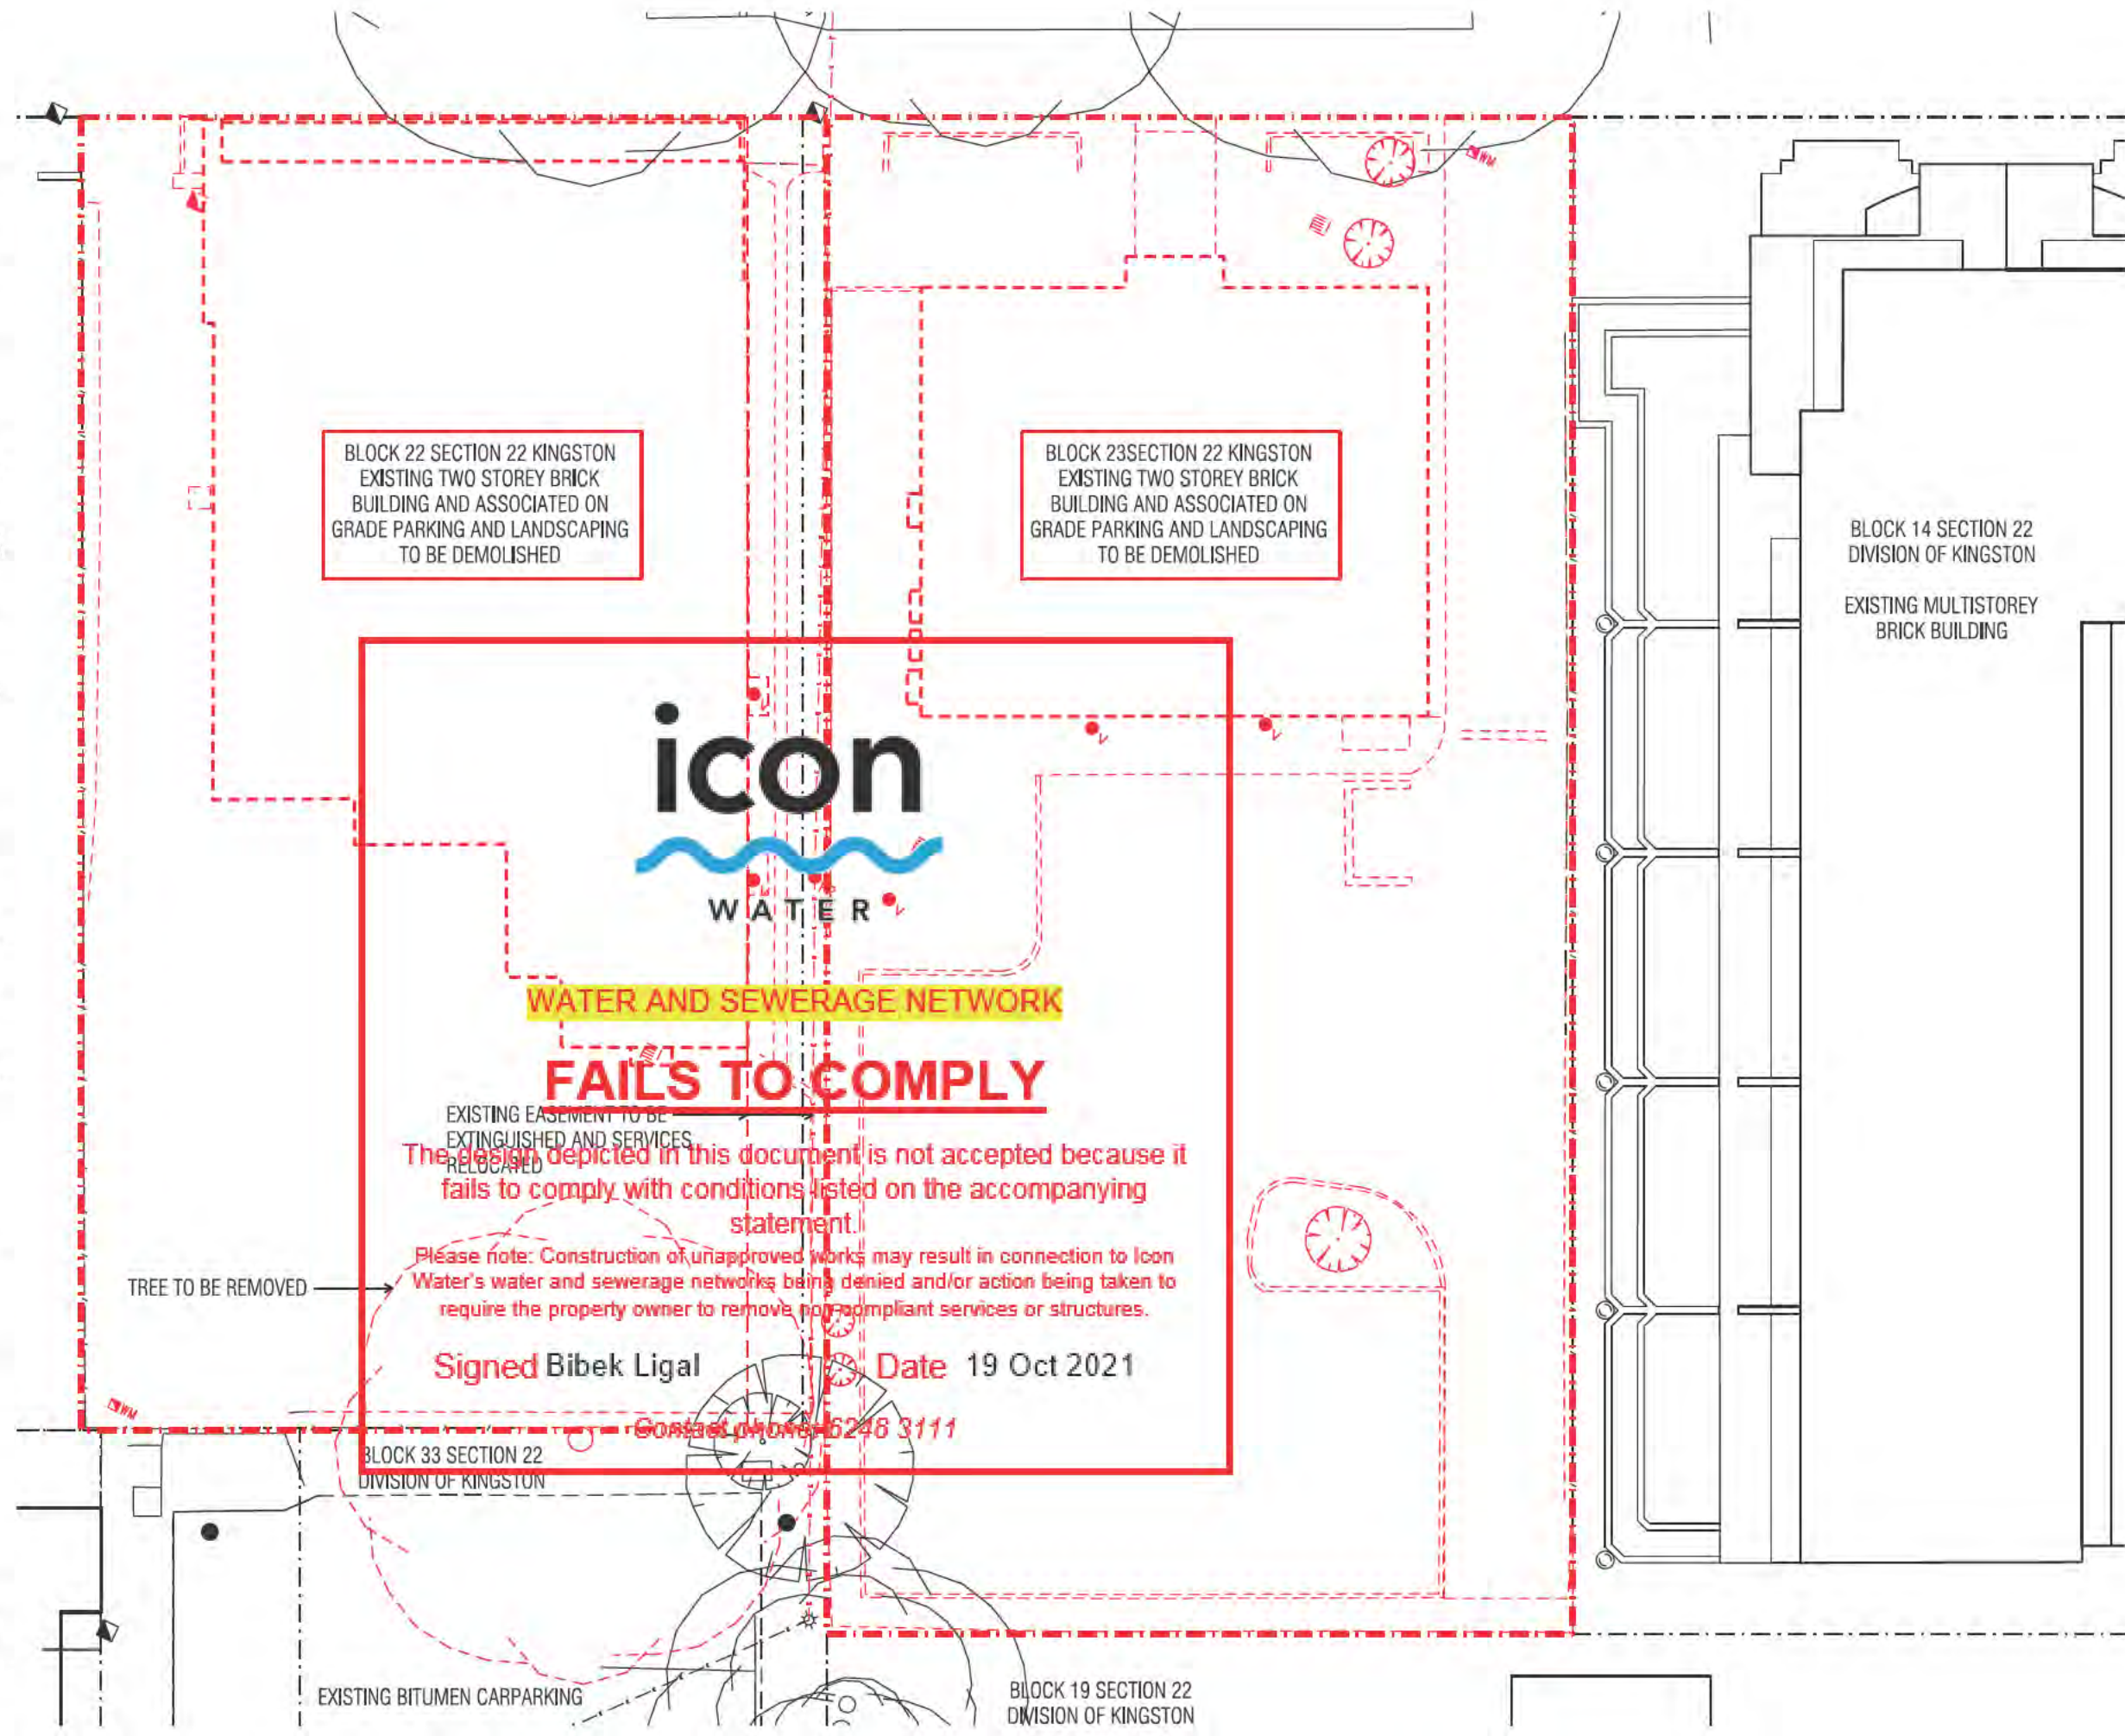 WM
BLOCK 22 SECTION 22 KINGSTON
EXISTING TWO STOREY BRICK
BUILDING AND ASSOCIATED ON
GRADE PARKING AND LANDSCAPING
TO BE DEMOLISHED
BLOCK 23SECTION 22 KINGSTON
EXISTING TWO STOREY BRICK
BUILDING AND ASSOCIATED ON
GRADE PARKING AND LANDSCAPING
TO BE DEMOLISHED
BLOCK 14 SECTION 22
DIVISION OF KINGSTON
EXISTING MULTISTOREY
BRICK BUILDING
V
V
V
icon
WATER
V
WATER AND SEWERAGE NETWORK
FAILS TO COMPLY
EXISTING EASEMENT TO BE
EXTINGUISHED AND SERVICES
RELOCATED
The design depicted in this document is not accepted because it
fails to comply with conditions listed on the accompanying
statement.
Please note: Construction of unapproved works may result in connection to Icon
Water's water and sewerage networks being denied and/or action being taken to
require the property owner to remove non compliant services or structures.
TREE TO BE REMOVED
Signed Bibek Ligal Date 19 Oct 2021
WM
Contact phone: 6248 3111
BLOCK 33 SECTION 22
DIVISION OF KINGSTON
EXISTING BITUMEN CARPARKING
BLOCK 19 SECTION 22
DIVISION OF KINGSTON